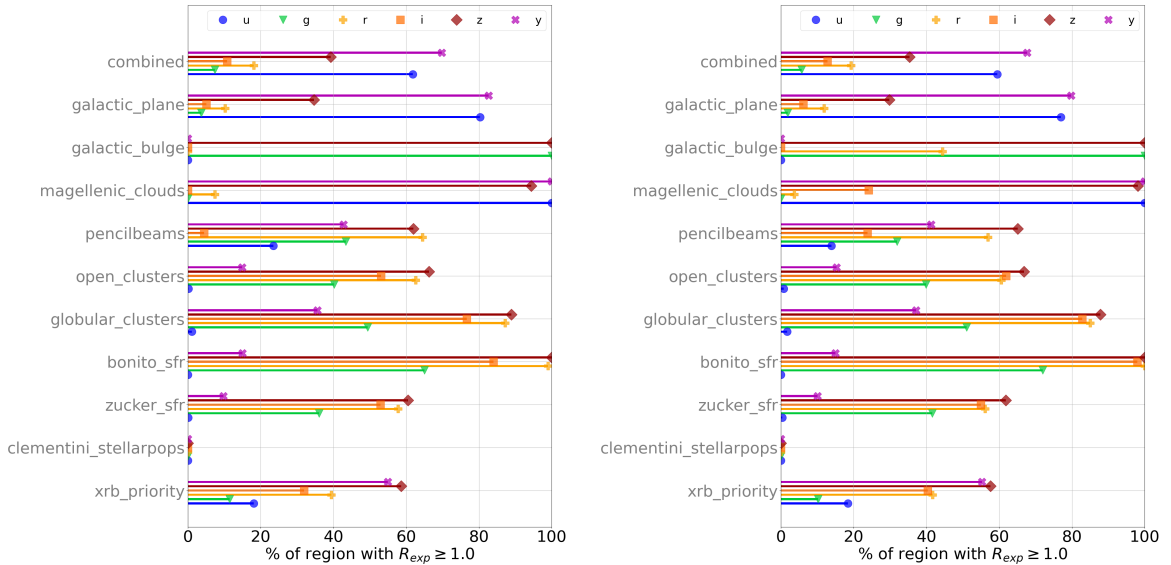 u g r i z y
combined
galactic_plane
galactic_bulge
magellenic_clouds
pencilbeams
open_clusters
globular_clusters
bonito_sfr
zucker_sfr
clementini_stellarpops
xrb_priority
0 20 40 60 80 100
% of region with R_exp ≥ 1.0
u g r i z y
combined
galactic_plane
galactic_bulge
magellenic_clouds
pencilbeams
open_clusters
globular_clusters
bonito_sfr
zucker_sfr
clementini_stellarpops
xrb_priority
0 20 40 60 80 100
% of region with R_exp ≥ 1.0